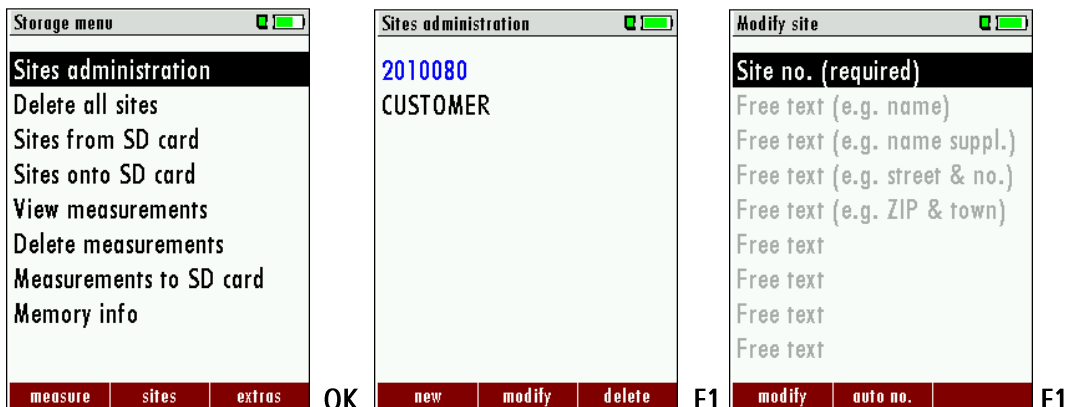 Storage menu
Sites administration
Delete all sites
Sites from SD card
Sites onto SD card
View measurements
Delete measurements
Measurements to SD card
Memory info
measure sites extras
OK
Sites administration
2010080
CUSTOMER
new modify delete
F1
Modify site
Site no. (required)
Free text (e.g. name)
Free text (e.g. name suppl.)
Free text (e.g. street & no.)
Free text (e.g. ZIP & town)
Free text
Free text
Free text
Free text
modify auto no.
F1